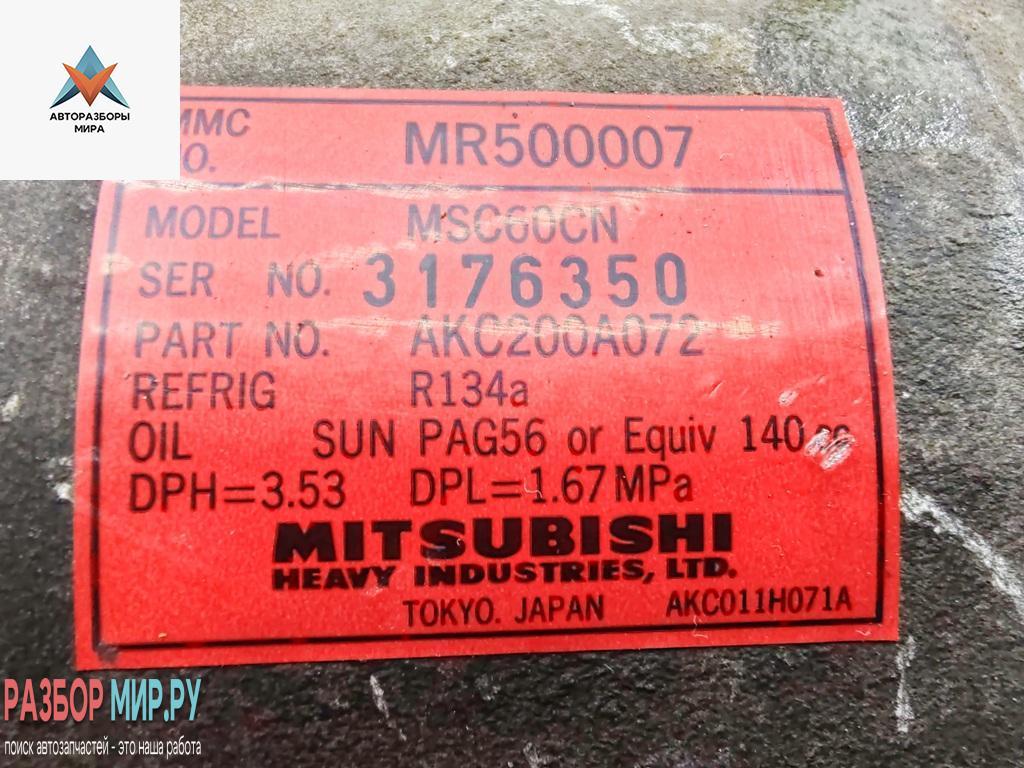 АВТОРАЗБОРЫ
МИРА
MMC
NO. MR500007
MODEL MSC60CN
SER NO. 3176350
PART NO. AKC200A072
REFRIG R134a
OIL SUN PAG56 or Equiv 140
DPH=3.53 DPL=1.67MPa
MITSUBISHI
HEAVY INDUSTRIES, LTD.
TOKYO. JAPAN AKC011H071A
РАЗБОР МИР.РУ
поиск автозапчастей - это наша работа